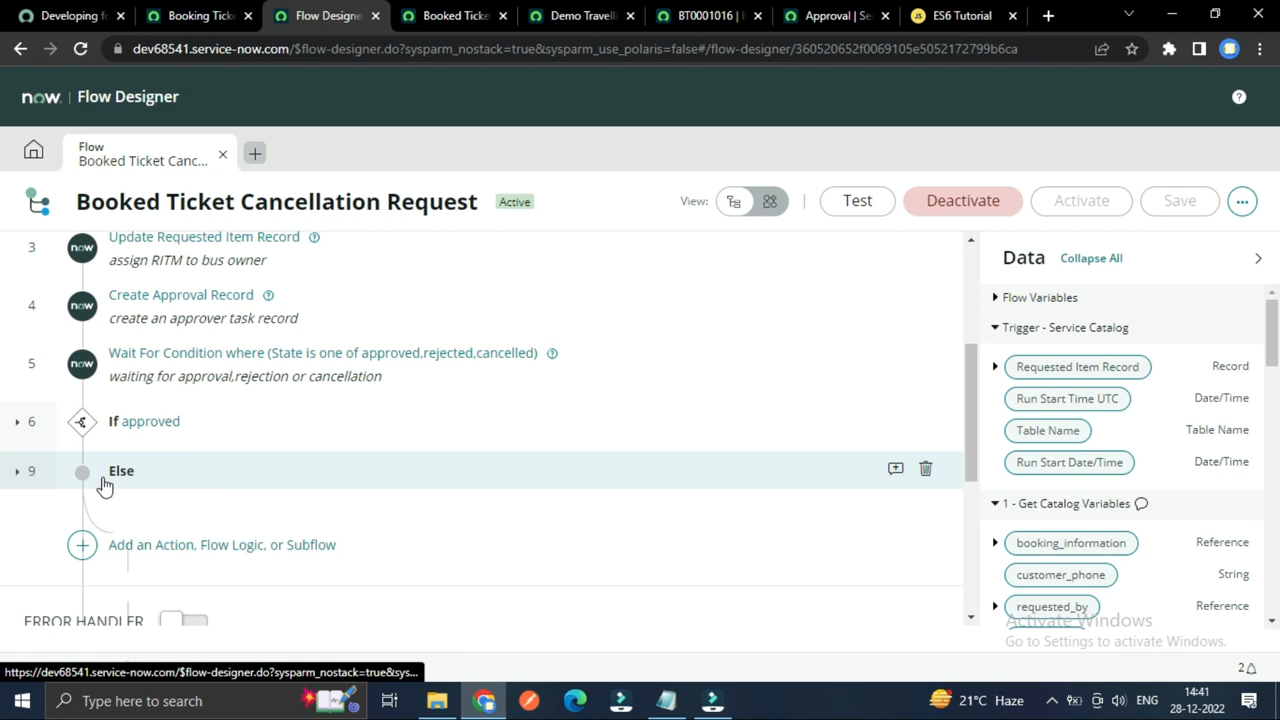 Developing fo
Booking Ticke
Flow Designe
Booked Ticke
Demo Travelli
BT0001016 | B
Approval | Se
ES6 Tutorial
dev68541.service-now.com/$flow-designer.do?sysparm_nostack=true&sysparm_use_polaris=false#/flow-designer/360520652f0069105e5052172799b6ca
now. | Flow Designer
Flow
Booked Ticket Canc...
Booked Ticket Cancellation Request
Active
View:
Test
Deactivate
Activate
Save
3
now
Update Requested Item Record
assign RITM to bus owner
4
now
Create Approval Record
create an approver task record
5
now
Wait For Condition where (State is one of approved,rejected,cancelled)
waiting for approval,rejection or cancellation
6
If approved
9
Else
Add an Action, Flow Logic, or Subflow
ERROR HANDLER
Data
Collapse All
Flow Variables
Trigger - Service Catalog
Requested Item Record Record
Run Start Time UTC Date/Time
Table Name Table Name
Run Start Date/Time Date/Time
1 - Get Catalog Variables
booking_information Reference
customer_phone String
requested_by Reference
Activate Windows
Go to Settings to activate Windows.
2
https://dev68541.service-now.com/$flow-designer.do?sysparm_nostack=true&sys...
Type here to search
21°C Haze
ENG
14:41
28-12-2022